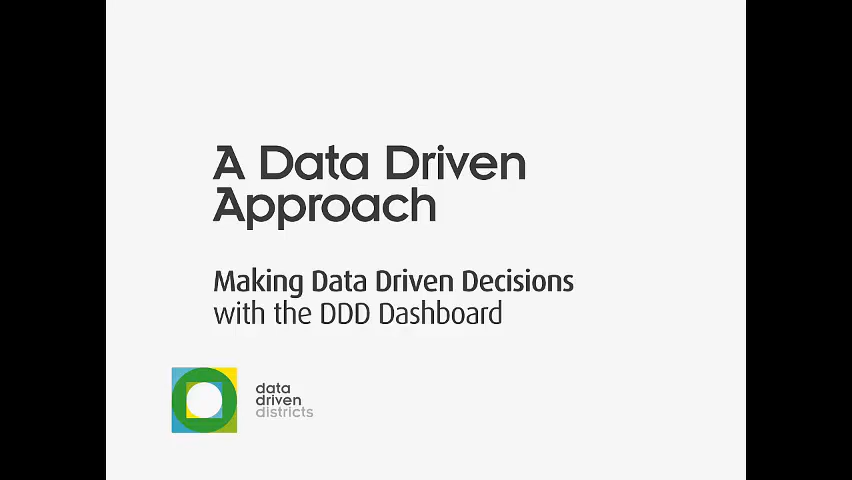 A Data Driven
Approach
Making Data Driven Decisions
with the DDD Dashboard
data
driven
districts